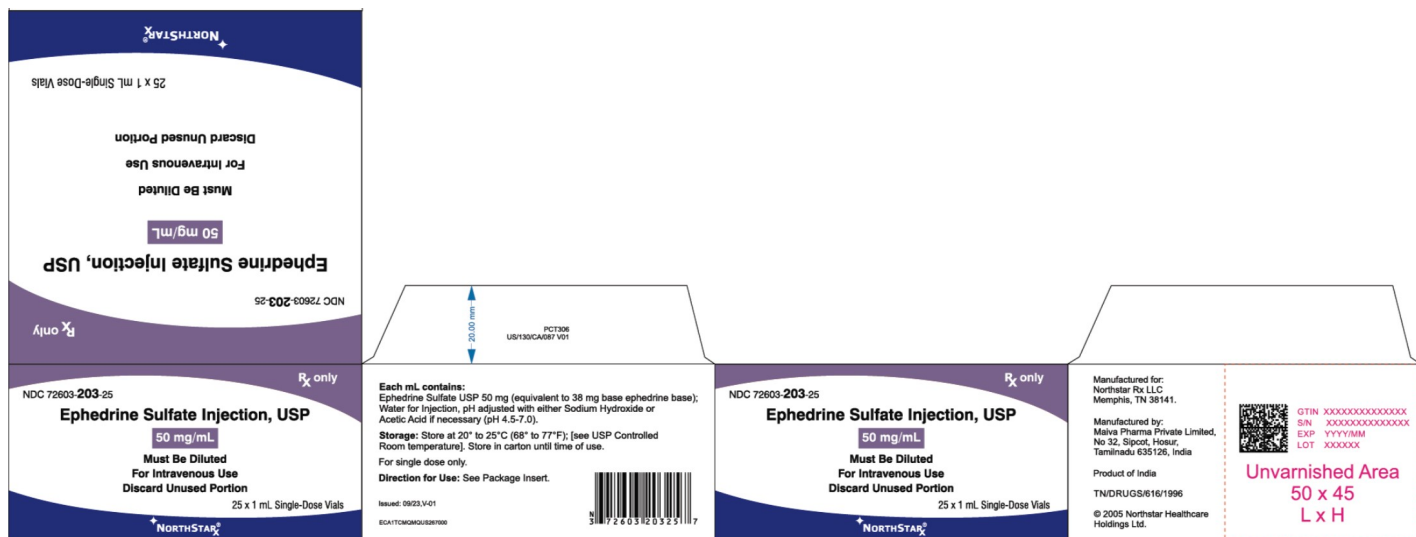 NORTHSTAR®
25 x 1 mL Single-Dose Vials
Discard Unused Portion
For Intravenous Use
Must Be Diluted
50 mg/mL
Ephedrine Sulfate Injection, USP
NDC 72603-203-25
Rx only
20.00 mm
PCT306
US/130/CA/087 V01
Rx only
NDC 72603-203-25
Ephedrine Sulfate Injection, USP
50 mg/mL
Must Be Diluted
For Intravenous Use
Discard Unused Portion
25 x 1 mL Single-Dose Vials
NORTHSTAR®
Each mL contains:
Ephedrine Sulfate USP 50 mg (equivalent to 38 mg base ephedrine base);
Water for Injection, pH adjusted with either Sodium Hydroxide or
Acetic Acid if necessary (pH 4.5-7.0).
Storage: Store at 20° to 25°C (68° to 77°F); [see USP Controlled
Room temperature]. Store in carton until time of use.
For single dose only.
Direction for Use: See Package Insert.
Issued: 09/23,V-01
ECA1TCMQMQUS267000
N
3 72603 20325 7
Rx only
NDC 72603-203-25
Ephedrine Sulfate Injection, USP
50 mg/mL
Must Be Diluted
For Intravenous Use
Discard Unused Portion
25 x 1 mL Single-Dose Vials
NORTHSTAR®
Manufactured for:
Northstar Rx LLC
Memphis, TN 38141.
Manufactured by:
Maiva Pharma Private Limited,
No 32, Sipcot, Hosur,
Tamilnadu 635126, India
Product of India
TN/DRUGS/616/1996
© 2005 Northstar Healthcare
Holdings Ltd.
GTIN XXXXXXXXXXXXXX
S/N XXXXXXXXXXXXXX
EXP YYYY/MM
LOT XXXXXX
Unvarnished Area
50 x 45
L x H